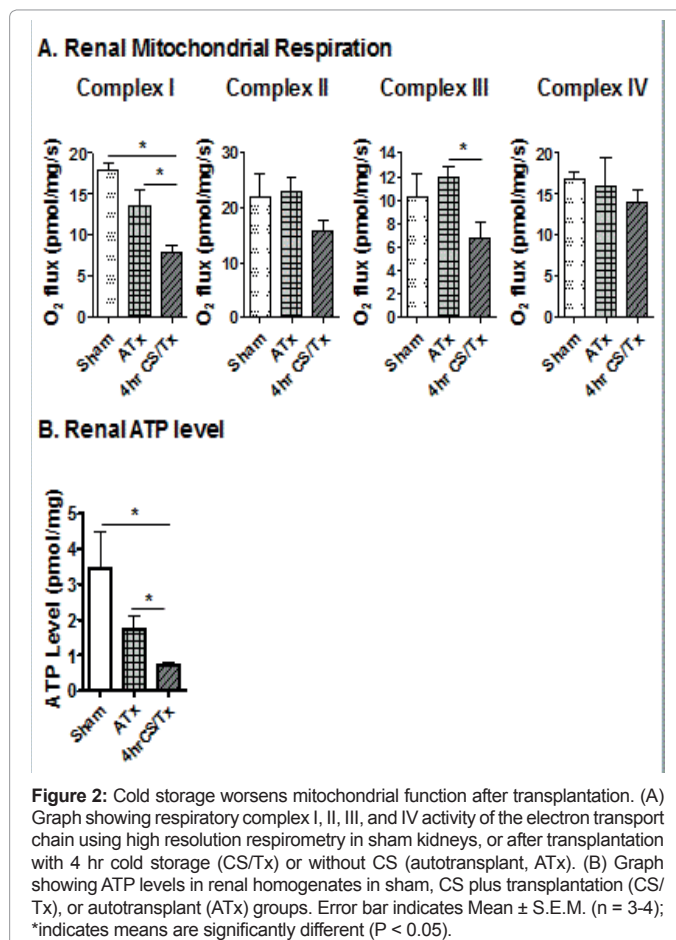 A. Renal Mitochondrial Respiration
Complex I
Complex II
Complex III
Complex IV
O2 flux (pmol/mg/s)
20
15
10
5
0
*
*
Sham
ATx
4hr CS/Tx
O2 flux (pmol/mg/s)
30
20
10
0
Sham
ATx
4hr CS/Tx
O2 flux (pmol/mg/s)
14
12
10
8
6
4
2
0
*
Sham
ATx
4hr CS/Tx
O2 flux (pmol/mg/s)
20
15
10
5
0
Sham
ATx
4hr CS/Tx
B. Renal ATP level
ATP Level (pmol/mg)
5
4
3
2
1
0
*
*
Sham
ATx
4hrCS/Tx
Figure 2: Cold storage worsens mitochondrial function after transplantation. (A)
Graph showing respiratory complex I, II, III, and IV activity of the electron transport
chain using high resolution respirometry in sham kidneys, or after transplantation
with 4 hr cold storage (CS/Tx) or without CS (autotransplant, ATx). (B) Graph
showing ATP levels in renal homogenates in sham, CS plus transplantation (CS/
Tx), or autotransplant (ATx) groups. Error bar indicates Mean ± S.E.M. (n = 3-4);
*indicates means are significantly different (P < 0.05).